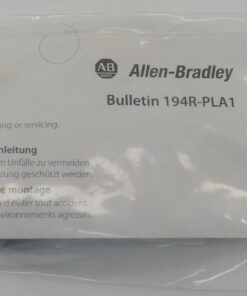 AB Allen-Bradley
Bulletin 194R-PLA1
ing or servicing.
nleitung
m Unfälle zu vermeiden.
zung geschützt werden.
e montage
n d'éviter tout accident.
nvironnements agressifs.